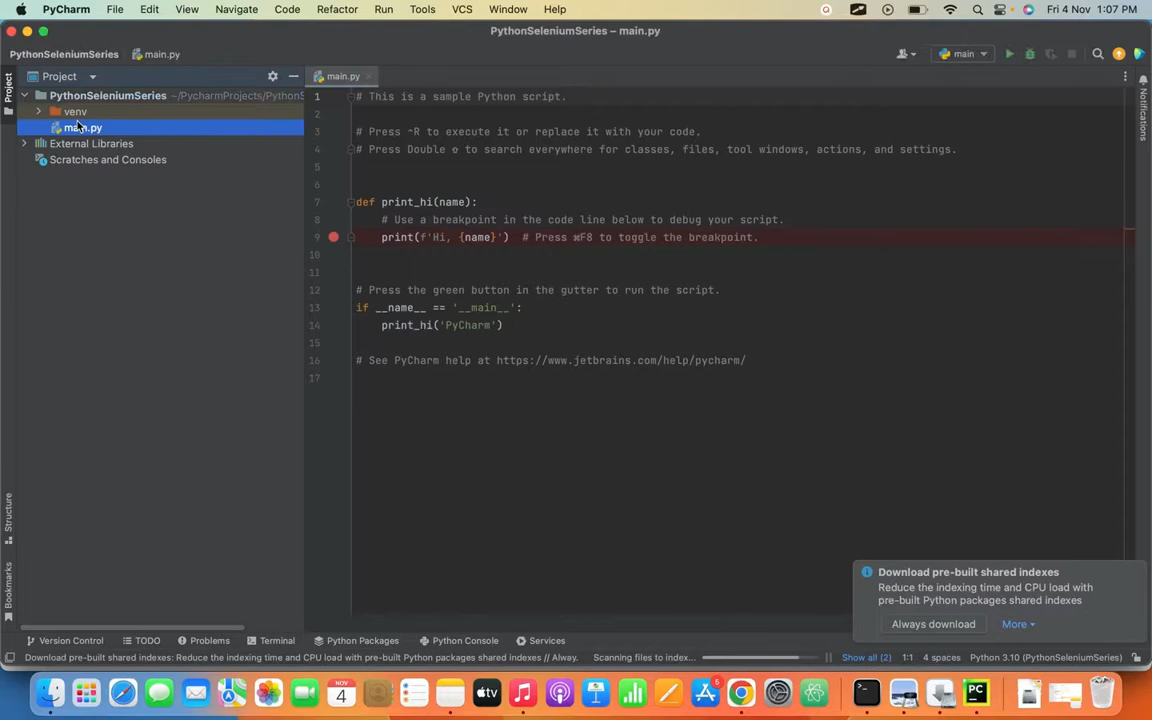 PyCharm File Edit View Navigate Code Refactor Run Tools VCS Window Help Fri 4 Nov 1:07 PM
PythonSeleniumSeries – main.py
PythonSeleniumSeries main.py main
Project main.py
PythonSeleniumSeries ~/PycharmProjects/PythonS
venv
main.py
External Libraries
Scratches and Consoles
Project
Structure
Bookmarks
Notifications
1 # This is a sample Python script.
2
3 # Press ⌃R to execute it or replace it with your code.
4 # Press Double ⇧ to search everywhere for classes, files, tool windows, actions, and settings.
5
6
7 def print_hi(name):
8 # Use a breakpoint in the code line below to debug your script.
9 print(f'Hi, {name}') # Press ⌘F8 to toggle the breakpoint.
10
11
12 # Press the green button in the gutter to run the script.
13 if __name__ == '__main__':
14 print_hi('PyCharm')
15
16 # See PyCharm help at https://www.jetbrains.com/help/pycharm/
17
Download pre-built shared indexes
Reduce the indexing time and CPU load with
pre-built Python packages shared indexes
Always download More
Version Control TODO Problems Terminal Python Packages Python Console Services
Download pre-built shared indexes: Reduce the indexing time and CPU load with pre-built Python packages shared indexes // Alway. Scanning files to index... Show all (2) 1:1 4 spaces Python 3.10 (PythonSeleniumSeries)
NOV
4
tv
5
PC